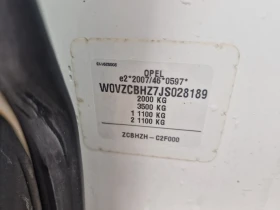 OPEL
e2*2007/46*0597*
W0VZCBHZ7JS028189
2000 KG
3500 KG
1 1100 KG
2 1100 KG
ZCBHZH-C2F000